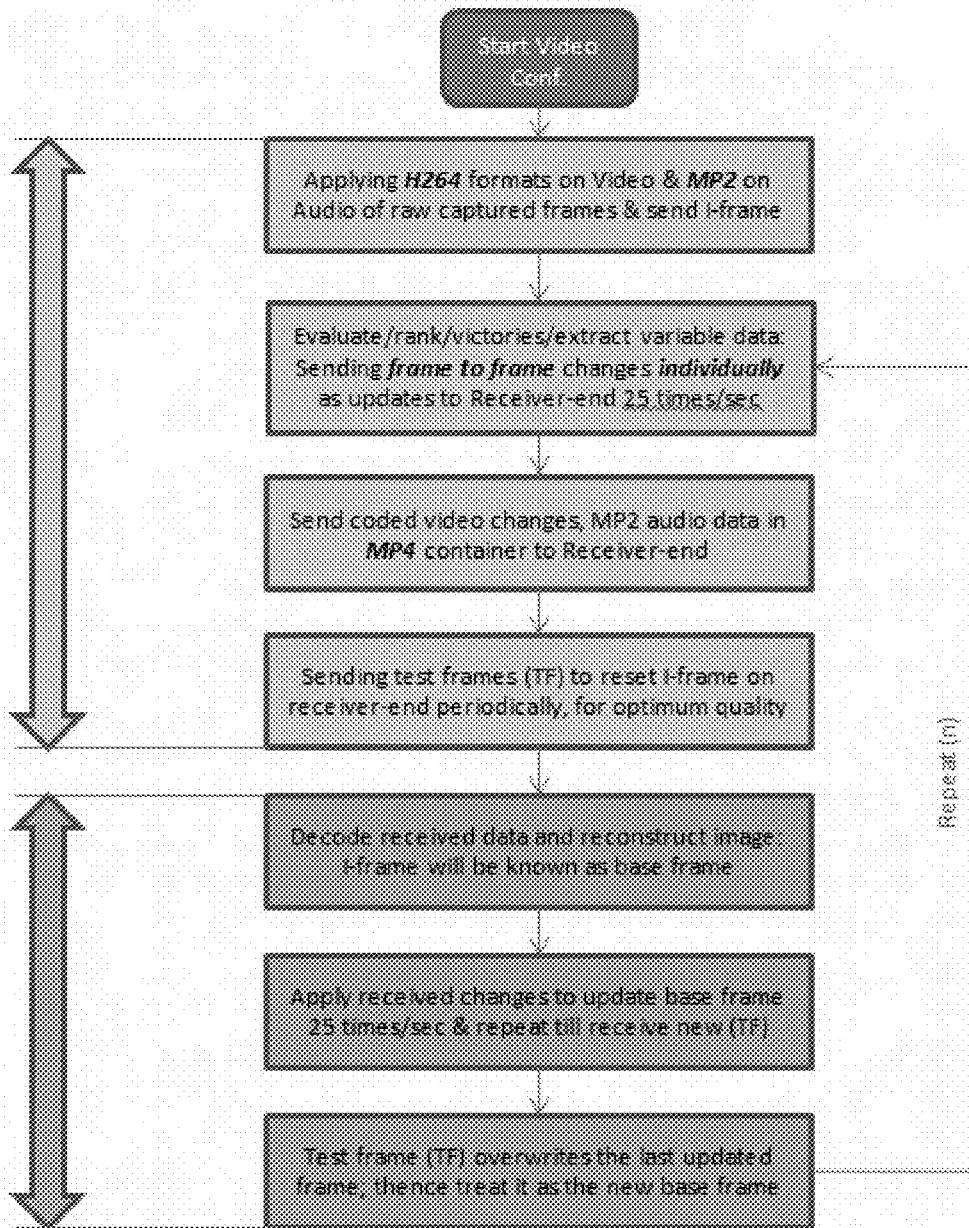 Start Video
Conf
Applying H264 formats on Video & MP2 on
Audio of raw captured frames & send I-frame
Evaluate/rank/victories/extract variable data.
Sending frame to frame changes individually
as updates to Receiver-end 25 times/sec
Send coded video changes, MP2 audio data in
MP4 container to Receiver-end
Sending test frames (TF) to reset I-frame on
receiver-end periodically, for optimum quality
Decode received data and reconstruct image.
I-frame will be known as base frame
Apply received changes to update base frame
25 times/sec & repeat till receive new (TF)
Test frame (TF) overwrites the last updated
frame, thence treat it as the new base frame
Repeat (n)